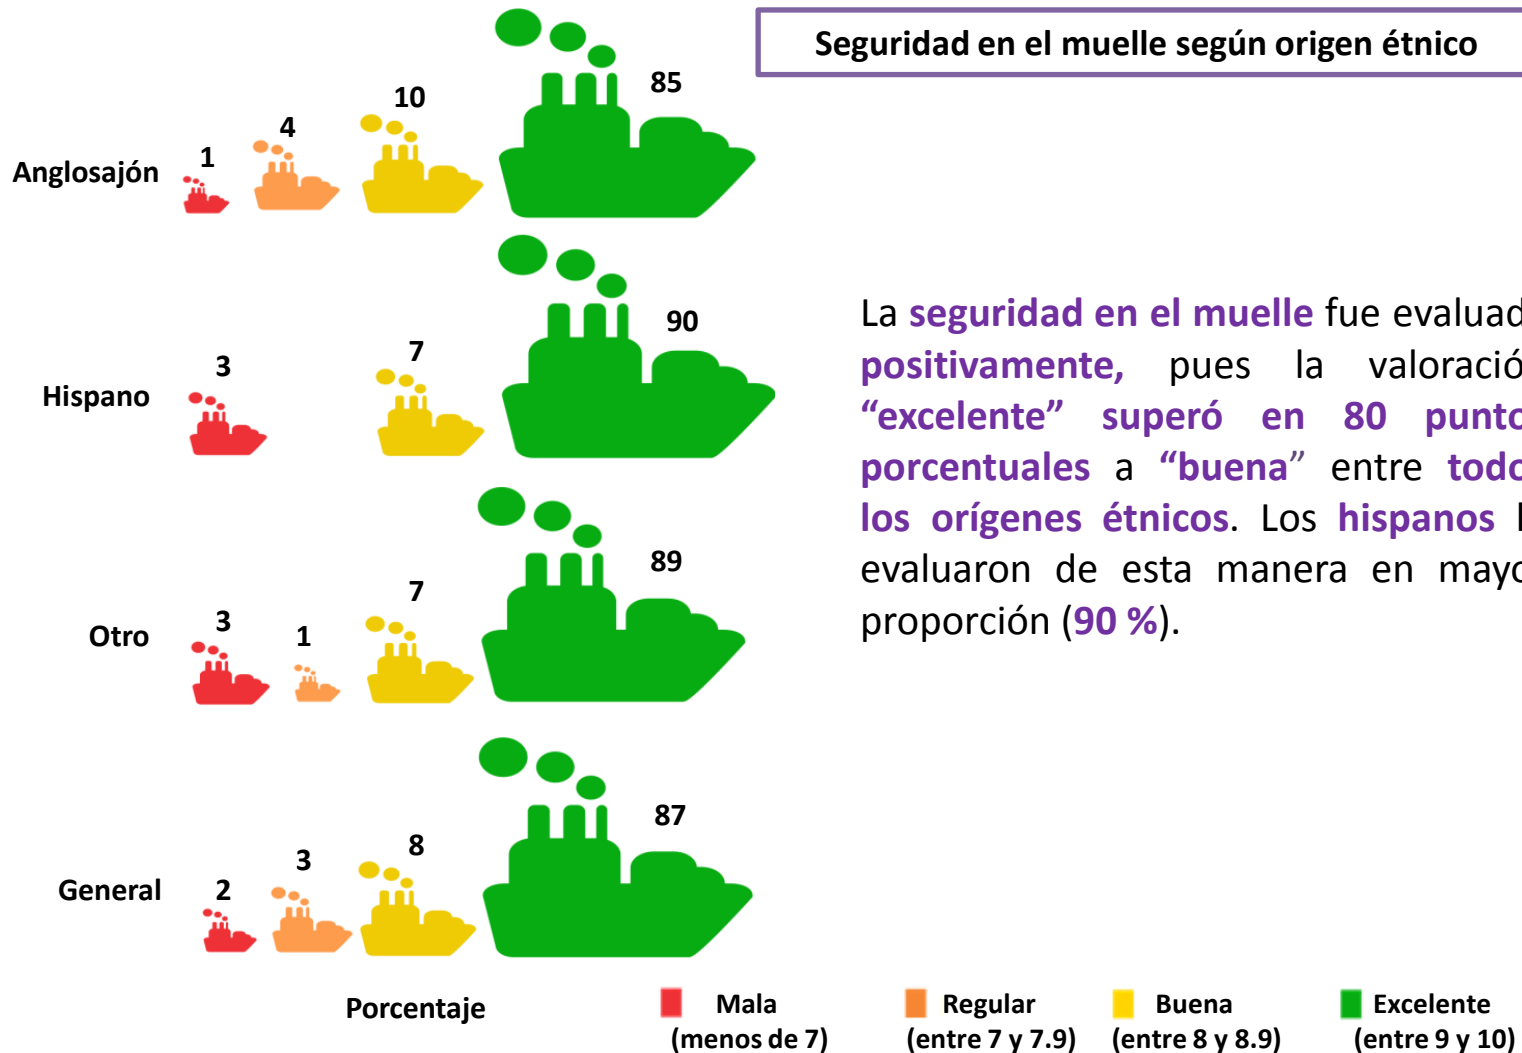 Seguridad en el muelle según origen étnico
85
10
4
1
Anglosajón
90
7
3
Hispano
89
7
3
1
Otro
87
8
3
2
General
La seguridad en el muelle fue evaluad
positivamente, pues la valoració
“excelente” superó en 80 punto
porcentuales a “buena” entre todo
los orígenes étnicos. Los hispanos l
evaluaron de esta manera en mayo
proporción (90 %).
Porcentaje
Mala
(menos de 7)
Regular
(entre 7 y 7.9)
Buena
(entre 8 y 8.9)
Excelente
(entre 9 y 10)